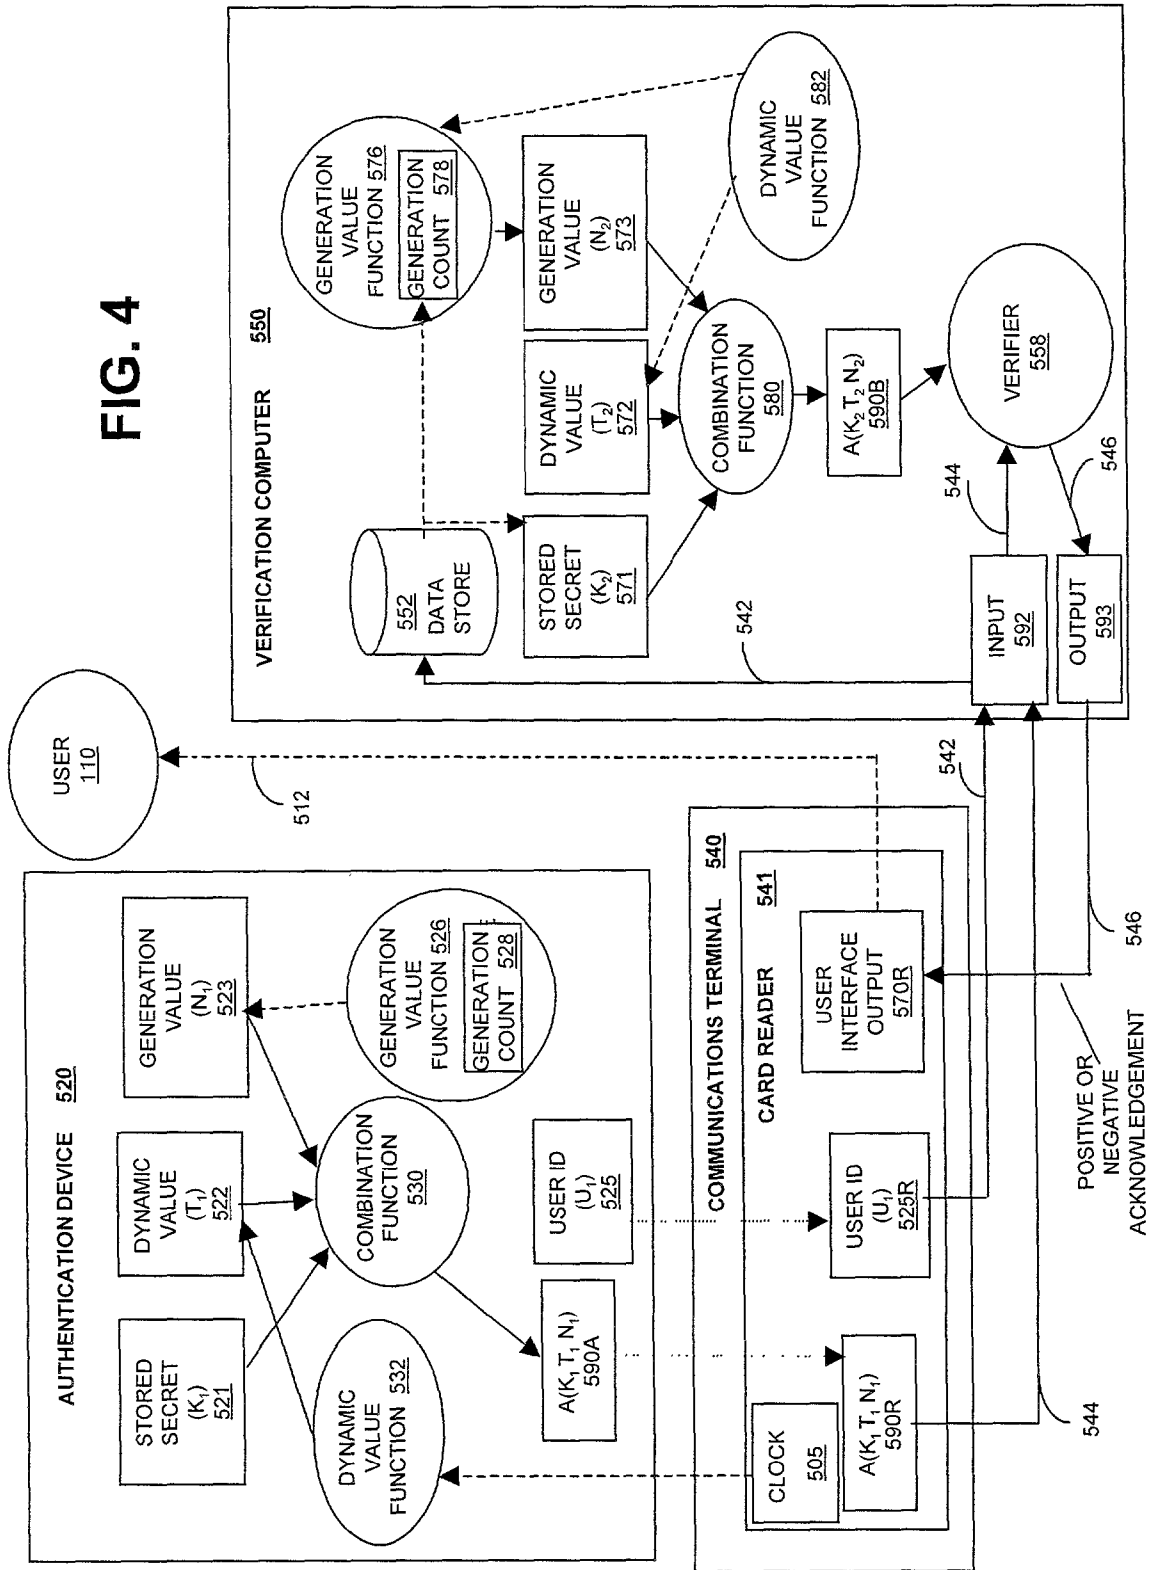 FIG. 4
USER
110
AUTHENTICATION DEVICE 520
STORED
SECRET
(K₁)
521
DYNAMIC
VALUE
(T₁)
522
GENERATION
VALUE
(N₁)
523
DYNAMIC
VALUE
FUNCTION 532
COMBINATION
FUNCTION
530
GENERATION
VALUE
FUNCTION 526
GENERATION
COUNT 528
A(K₁ T₁ N₁)
590A
USER ID
(U₁)
525
512
COMMUNICATIONS TERMINAL 540
CARD READER 541
CLOCK
505
A(K₁ T₁ N₁)
590R
USER ID
(U₁)
525R
USER
INTERFACE
OUTPUT
570R
544
542
546
POSITIVE OR
NEGATIVE
ACKNOWLEDGEMENT
VERIFICATION COMPUTER 550
552
DATA
STORE
GENERATION
VALUE
FUNCTION 576
GENERATION
COUNT 578
STORED
SECRET
(K₂)
571
DYNAMIC
VALUE
(T₂)
572
GENERATION
VALUE
(N₂)
573
COMBINATION
FUNCTION
580
DYNAMIC
VALUE
FUNCTION 582
542
A(K₂ T₂ N₂)
590B
544
VERIFIER
558
INPUT
592
546
OUTPUT
593